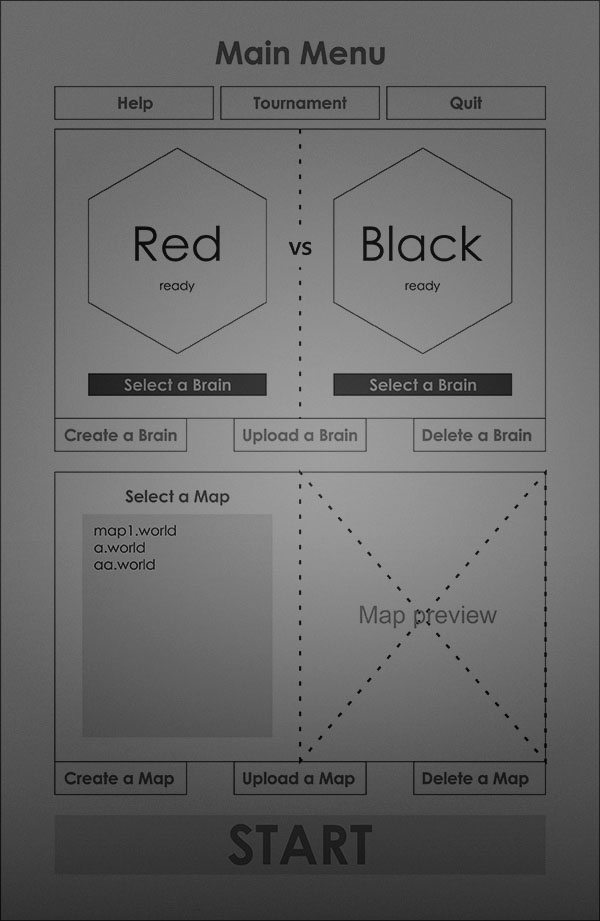 Main Menu
Help Tournament Quit
Red vs Black
ready ready
Select a Brain Select a Brain
Create a Brain Upload a Brain Delete a Brain
Select a Map
map1.world
a.world
aa.world
Map preview
Create a Map Upload a Map Delete a Map
START